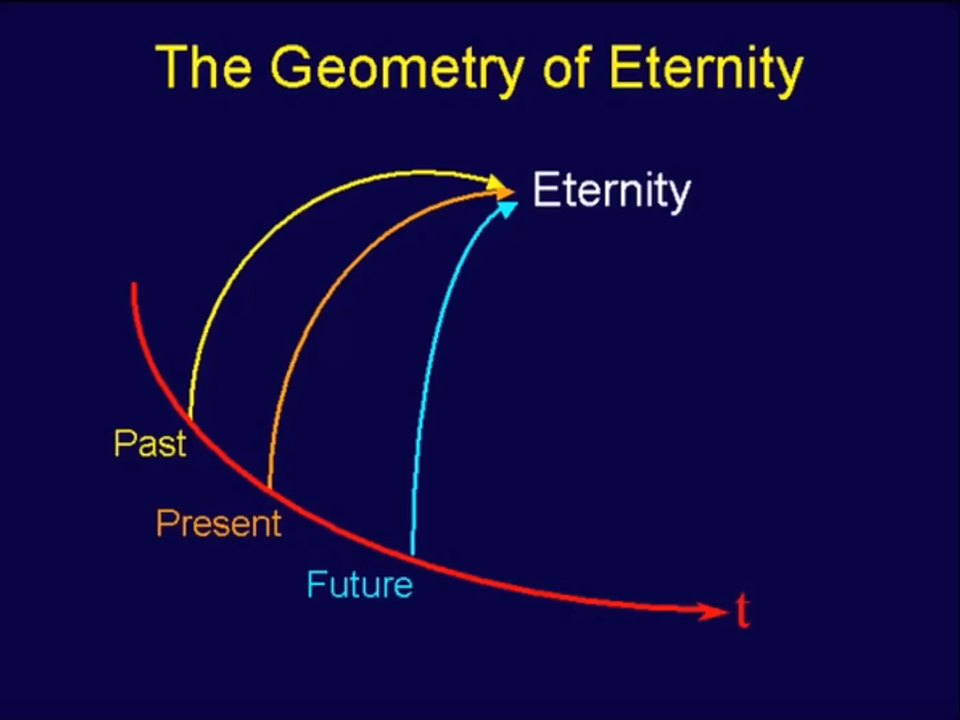 The Geometry of Eternity
Eternity
Past
Present
Future
t